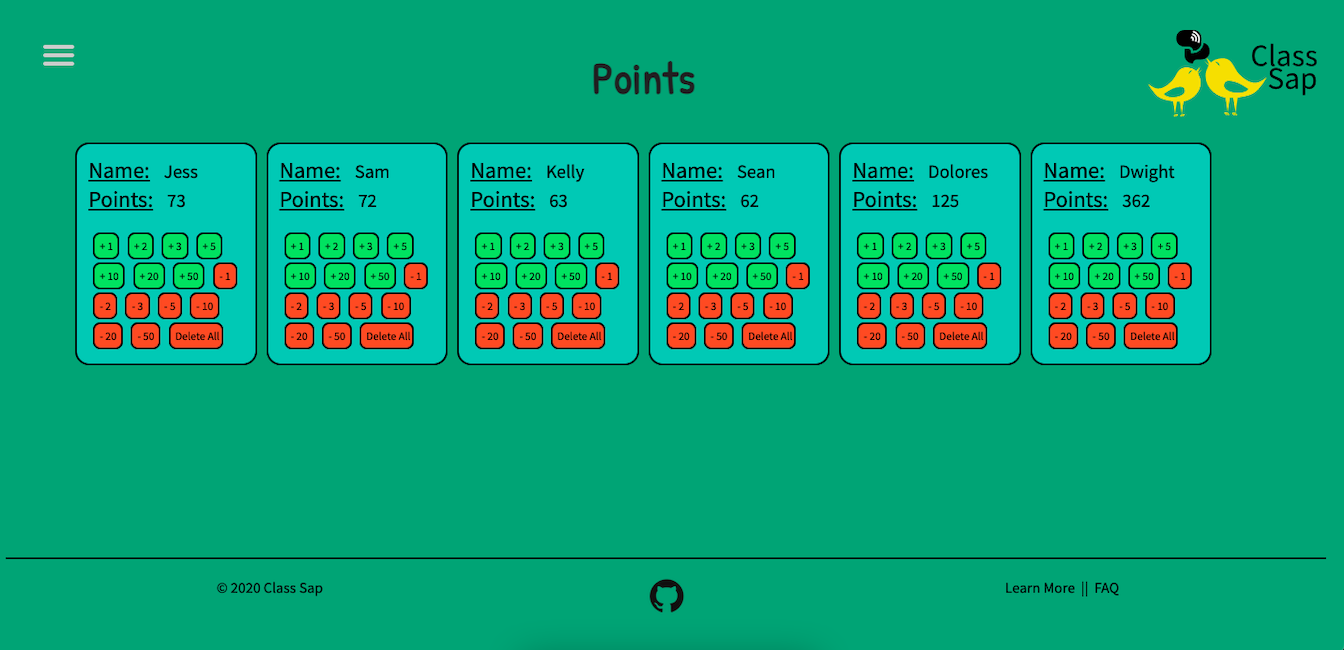 Points
Class
Sap
Name: Jess
Points: 73
+ 1 + 2 + 3 + 5
+ 10 + 20 + 50 - 1
- 2 - 3 - 5 - 10
- 20 - 50 Delete All
Name: Sam
Points: 72
+ 1 + 2 + 3 + 5
+ 10 + 20 + 50 - 1
- 2 - 3 - 5 - 10
- 20 - 50 Delete All
Name: Kelly
Points: 63
+ 1 + 2 + 3 + 5
+ 10 + 20 + 50 - 1
- 2 - 3 - 5 - 10
- 20 - 50 Delete All
Name: Sean
Points: 62
+ 1 + 2 + 3 + 5
+ 10 + 20 + 50 - 1
- 2 - 3 - 5 - 10
- 20 - 50 Delete All
Name: Dolores
Points: 125
+ 1 + 2 + 3 + 5
+ 10 + 20 + 50 - 1
- 2 - 3 - 5 - 10
- 20 - 50 Delete All
Name: Dwight
Points: 362
+ 1 + 2 + 3 + 5
+ 10 + 20 + 50 - 1
- 2 - 3 - 5 - 10
- 20 - 50 Delete All
© 2020 Class Sap
Learn More || FAQ